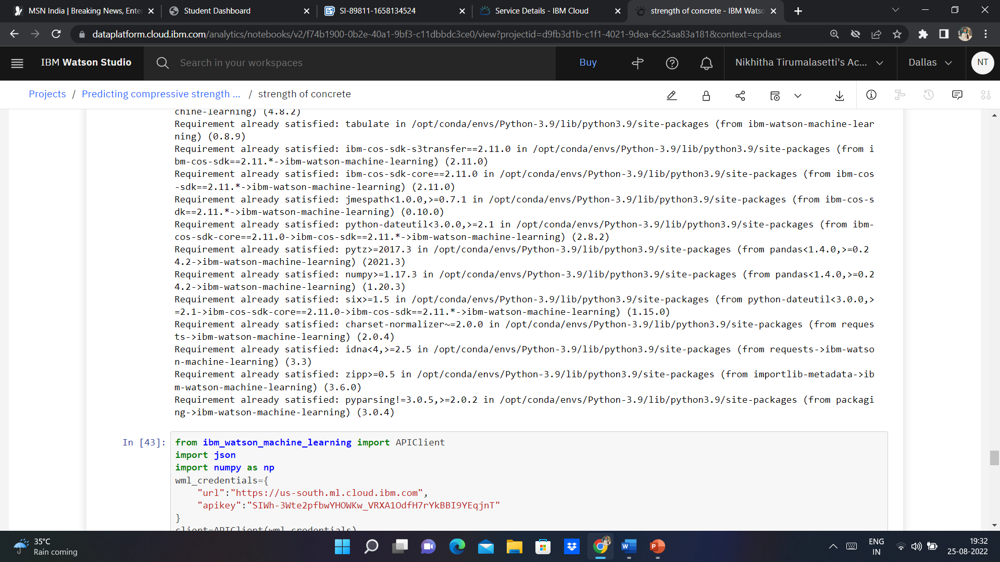 MSN India | Breaking News, Enter
Student Dashboard
SI-89811-1658134524
Service Details - IBM Cloud
strength of concrete - IBM Watso
dataplatform.cloud.ibm.com/analytics/notebooks/v2/f74b1900-0b2e-40a1-9bf3-c11dbbdc3ce0/view?projectid=d9fb3d1b-c1f1-4021-9dea-6c25aa83a181&context=cpdaas
IBM Watson Studio
Search in your workspaces
Buy
Nikhitha Tirumalasetti's Ac...
Dallas
NT
Projects / Predicting compressive strength ... / strength of concrete
chine-learning) (4.8.2)
Requirement already satisfied: tabulate in /opt/conda/envs/Python-3.9/lib/python3.9/site-packages (from ibm-watson-machine-lear
ning) (0.8.9)
Requirement already satisfied: ibm-cos-sdk-s3transfer==2.11.0 in /opt/conda/envs/Python-3.9/lib/python3.9/site-packages (from i
bm-cos-sdk==2.11.*->ibm-watson-machine-learning) (2.11.0)
Requirement already satisfied: ibm-cos-sdk-core==2.11.0 in /opt/conda/envs/Python-3.9/lib/python3.9/site-packages (from ibm-cos
-sdk==2.11.*->ibm-watson-machine-learning) (2.11.0)
Requirement already satisfied: jmespath<1.0.0,>=0.7.1 in /opt/conda/envs/Python-3.9/lib/python3.9/site-packages (from ibm-cos-s
dk==2.11.*->ibm-watson-machine-learning) (0.10.0)
Requirement already satisfied: python-dateutil<3.0.0,>=2.1 in /opt/conda/envs/Python-3.9/lib/python3.9/site-packages (from ibm-
cos-sdk-core==2.11.0->ibm-cos-sdk==2.11.*->ibm-watson-machine-learning) (2.8.2)
Requirement already satisfied: pytz>=2017.3 in /opt/conda/envs/Python-3.9/lib/python3.9/site-packages (from pandas<1.4.0,>=0.2
4.2->ibm-watson-machine-learning) (2021.3)
Requirement already satisfied: numpy>=1.17.3 in /opt/conda/envs/Python-3.9/lib/python3.9/site-packages (from pandas<1.4.0,>=0.2
4.2->ibm-watson-machine-learning) (1.20.3)
Requirement already satisfied: six>=1.5 in /opt/conda/envs/Python-3.9/lib/python3.9/site-packages (from python-dateutil<3.0.0,>
=2.1->ibm-cos-sdk-core==2.11.0->ibm-cos-sdk==2.11.*->ibm-watson-machine-learning) (1.15.0)
Requirement already satisfied: charset-normalizer~=2.0.0 in /opt/conda/envs/Python-3.9/lib/python3.9/site-packages (from reques
ts->ibm-watson-machine-learning) (2.0.4)
Requirement already satisfied: idna<4,>=2.5 in /opt/conda/envs/Python-3.9/lib/python3.9/site-packages (from requests->ibm-watso
n-machine-learning) (3.3)
Requirement already satisfied: zipp>=0.5 in /opt/conda/envs/Python-3.9/lib/python3.9/site-packages (from importlib-metadata->ib
m-watson-machine-learning) (3.6.0)
Requirement already satisfied: pyparsing!=3.0.5,>=2.0.2 in /opt/conda/envs/Python-3.9/lib/python3.9/site-packages (from packagi
ng->ibm-watson-machine-learning) (3.0.4)
In [43]: from ibm_watson_machine_learning import APIClient
import json
import numpy as np
wml_credentials={
"url":"https://us-south.ml.cloud.ibm.com",
"apikey":"SIWh-3Wte2pfbwYHOWKw_VRXA1OdfH7rYkBBI9YEqjnT"
}
client=APIClient(wml_credentials)
35°C
Rain coming
ENG
IN
19:32
25-08-2022